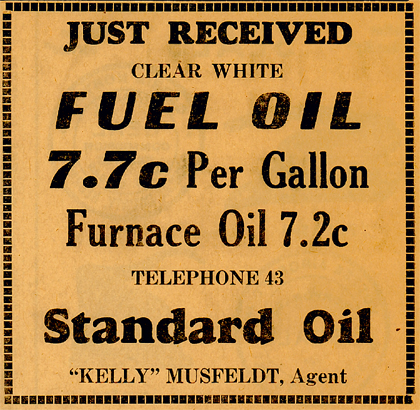 JUST RECEIVED
CLEAR WHITE
FUEL OIL
7.7c Per Gallon
Furnace Oil 7.2c
TELEPHONE 43
Standard Oil
“KELLY” MUSFELDT, Agent